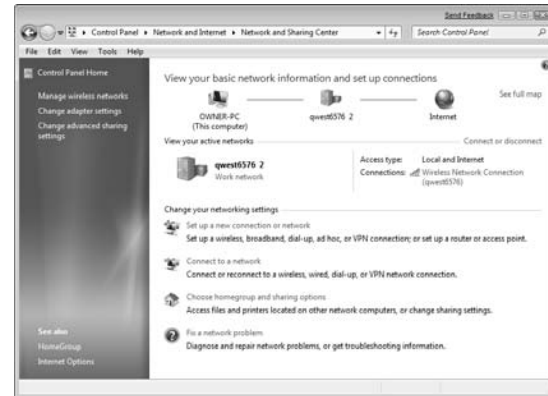 Send Feedback
Control Panel ▸ Network and Internet ▸ Network and Sharing Center
Search Control Panel
File Edit View Tools Help
Control Panel Home
Manage wireless networks
Change adapter settings
Change advanced sharing
settings
See also
HomeGroup
Internet Options
View your basic network information and set up connections
See full map
OWNER-PC
(This computer)
qwest6576 2
Internet
View your active networks
Connect or disconnect
qwest6576 2
Work network
Access type: Local and Internet
Connections: Wireless Network Connection
(qwest6576)
Change your networking settings
Set up a new connection or network
Set up a wireless, broadband, dial-up, ad hoc, or VPN connection; or set up a router or access point.
Connect to a network
Connect or reconnect to a wireless, wired, dial-up, or VPN network connection.
Choose homegroup and sharing options
Access files and printers located on other network computers, or change sharing settings.
Fix a network problem
Diagnose and repair network problems, or get troubleshooting information.